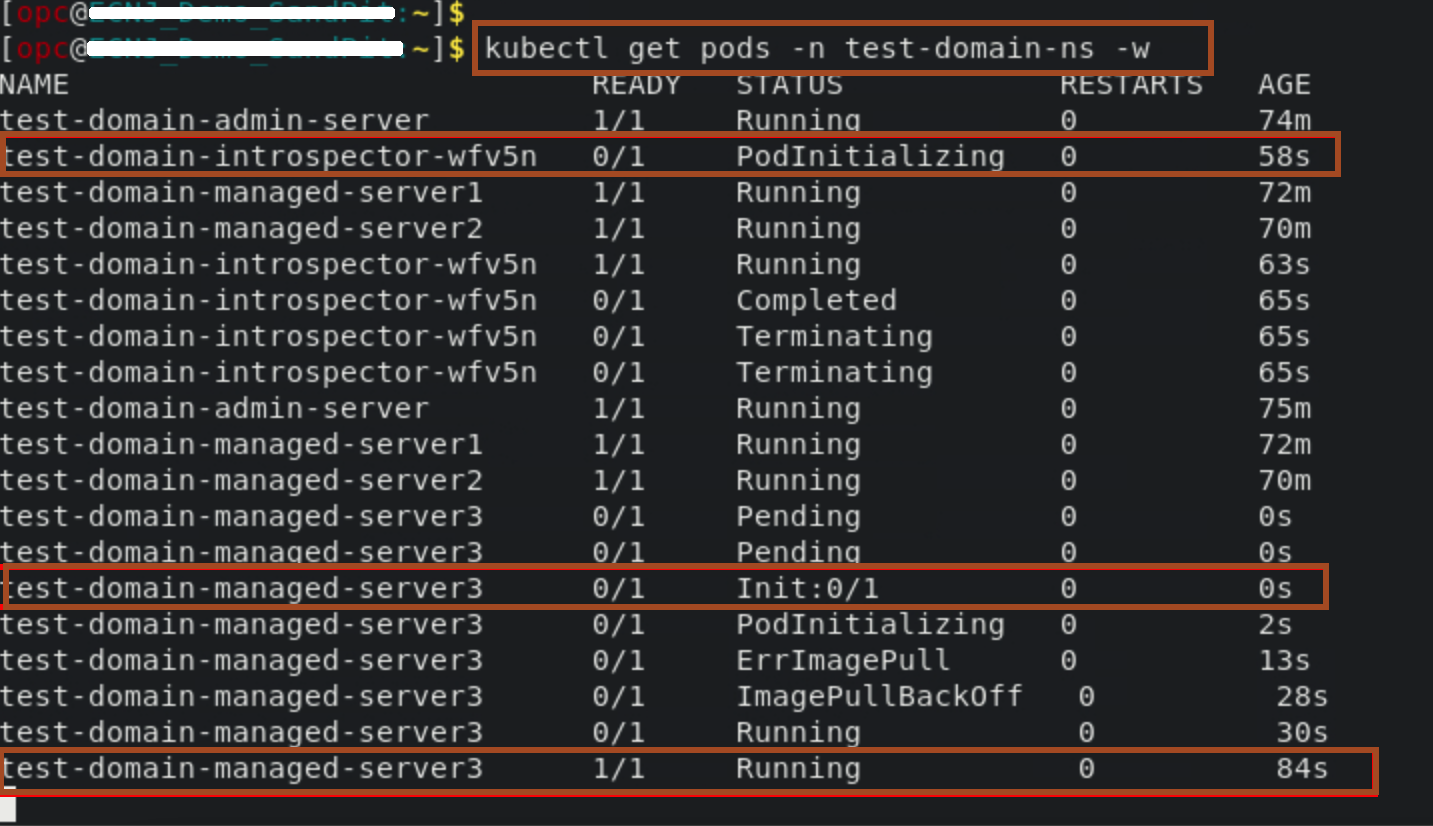 [opc@ :~]$
[opc@ ~]$ kubectl get pods -n test-domain-ns -w
NAME READY STATUS RESTARTS AGE
test-domain-admin-server 1/1 Running 0 74m
test-domain-introspector-wfv5n 0/1 PodInitializing 0 58s
test-domain-managed-server1 1/1 Running 0 72m
test-domain-managed-server2 1/1 Running 0 70m
test-domain-introspector-wfv5n 1/1 Running 0 63s
test-domain-introspector-wfv5n 0/1 Completed 0 65s
test-domain-introspector-wfv5n 0/1 Terminating 0 65s
test-domain-introspector-wfv5n 0/1 Terminating 0 65s
test-domain-admin-server 1/1 Running 0 75m
test-domain-managed-server1 1/1 Running 0 72m
test-domain-managed-server2 1/1 Running 0 70m
test-domain-managed-server3 0/1 Pending 0 0s
test-domain-managed-server3 0/1 Pending 0 0s
test-domain-managed-server3 0/1 Init:0/1 0 0s
test-domain-managed-server3 0/1 PodInitializing 0 2s
test-domain-managed-server3 0/1 ErrImagePull 0 13s
test-domain-managed-server3 0/1 ImagePullBackOff 0 28s
test-domain-managed-server3 0/1 Running 0 30s
test-domain-managed-server3 1/1 Running 0 84s